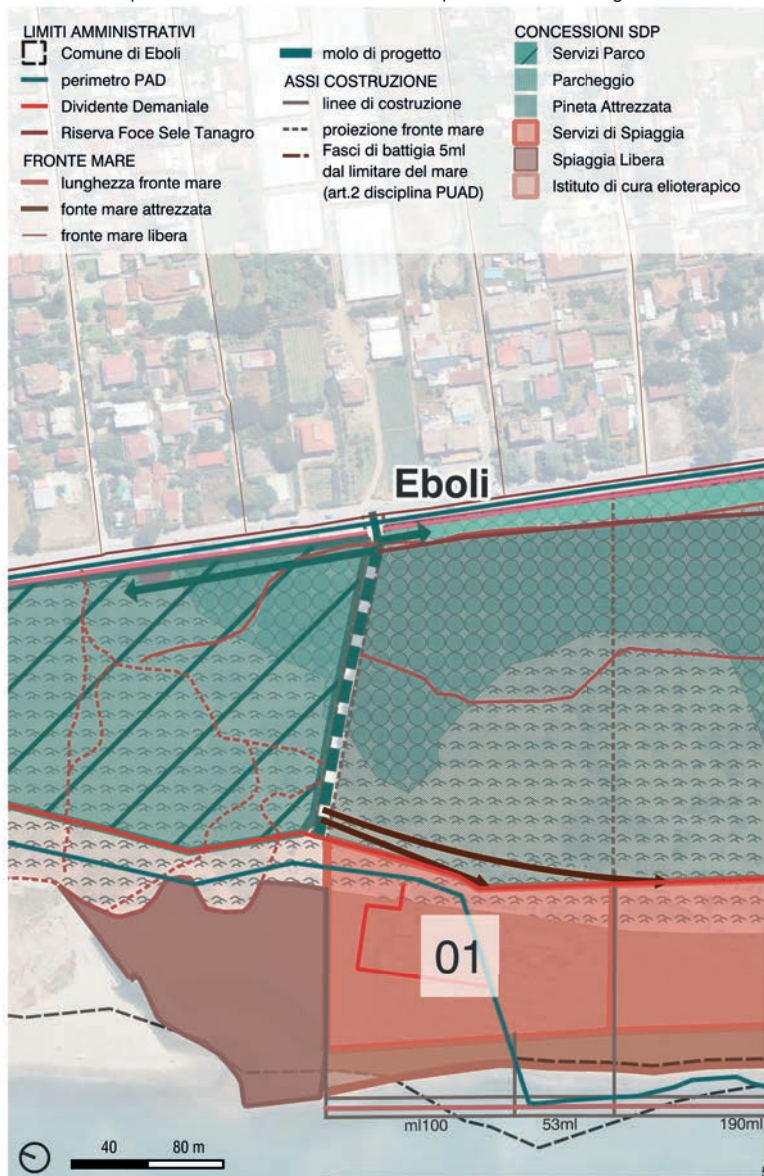 LIMITI AMMINISTRATIVI
Comune di Eboli
perimetro PAD
Dividente Demaniale
Riserva Foce Sele Tanagro
FRONTE MARE
lunghezza fronte mare
fonte mare attrezzata
fronte mare libera
molo di progetto
ASSI COSTRUZIONE
linee di costruzione
proiezione fronte mare
Fasci di battigia 5ml
dal limitare del mare
(art.2 disciplina PUAD)
CONCESSIONI SDP
Servizi Parco
Parcheggio
Pineta Attrezzata
Servizi di Spiaggia
Spiaggia Libera
Istituto di cura elioterapico
Eboli
01
ml100
53ml
190ml
40
80 m